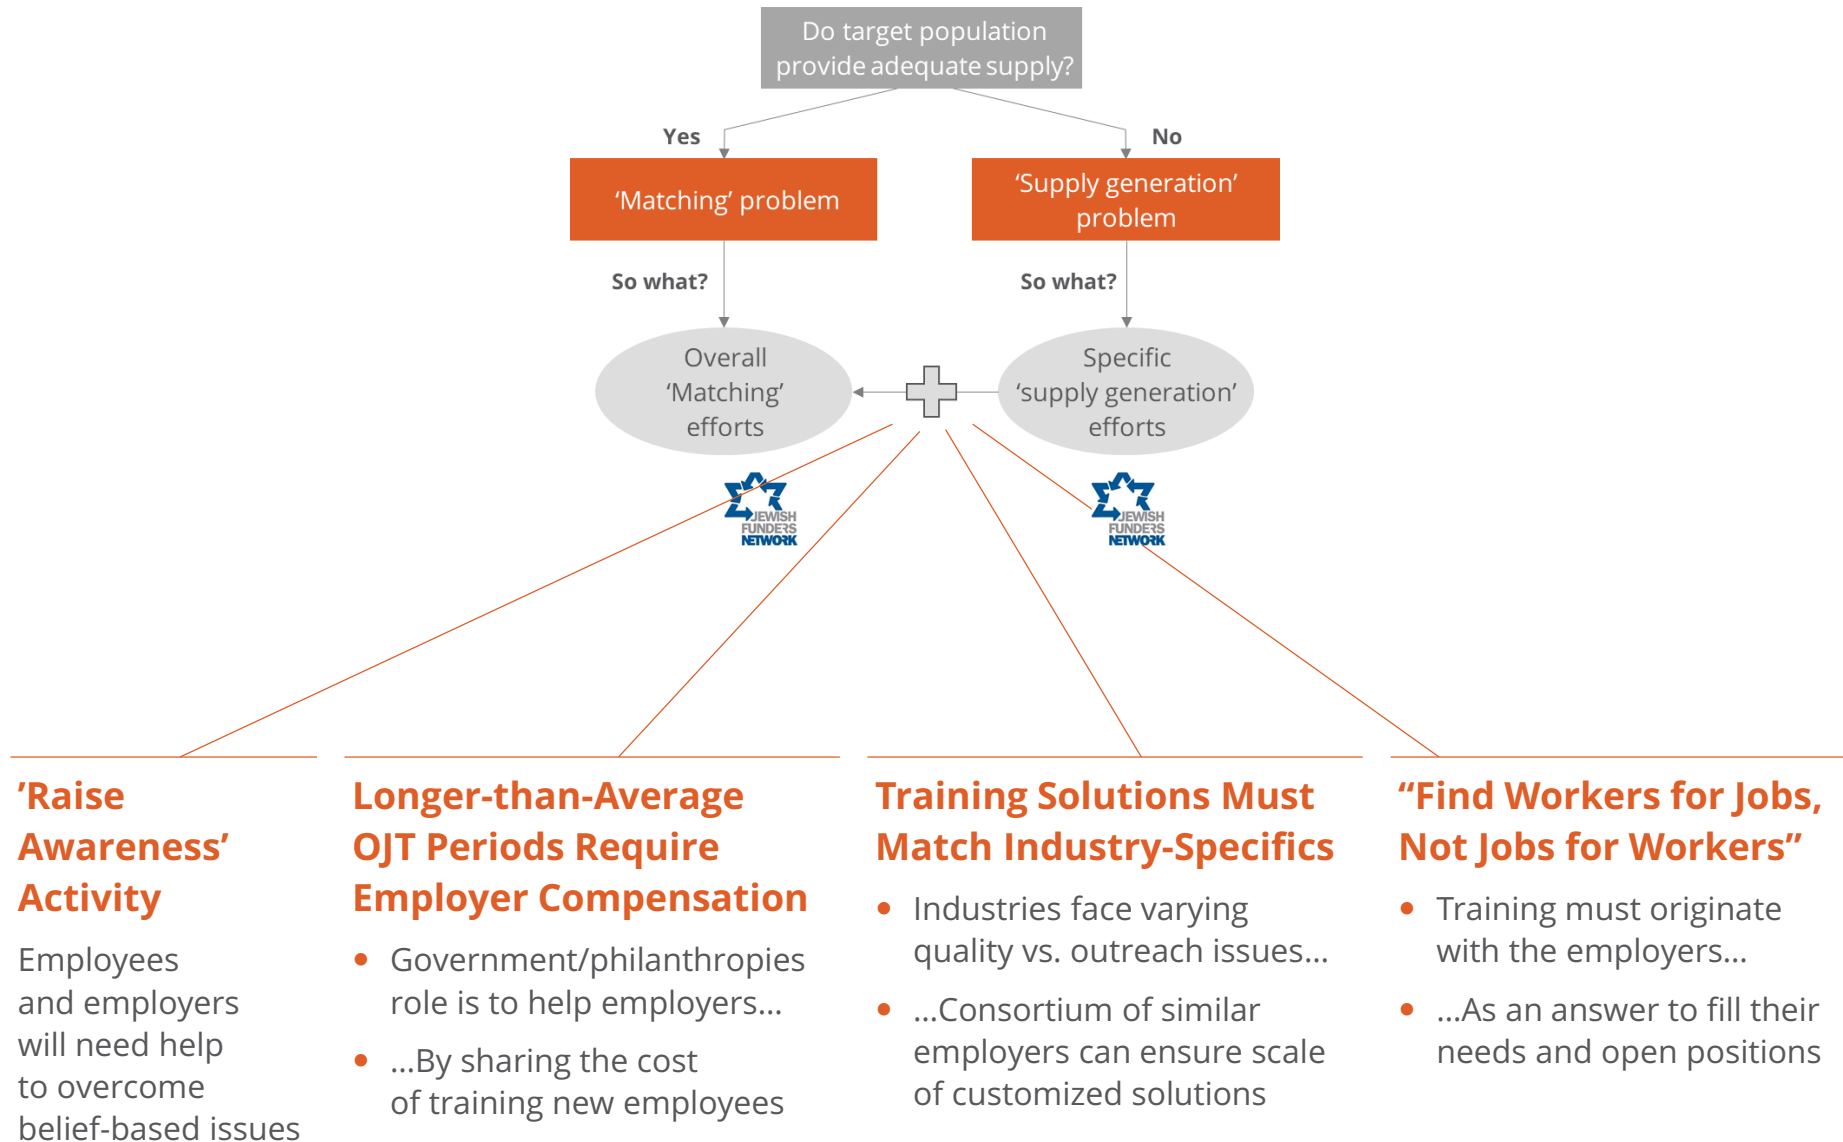 Do target population
provide adequate supply?
Yes
No
‘Matching’ problem
‘Supply generation’
problem
So what?
So what?
Overall
‘Matching’
efforts
Specific
‘supply generation’
efforts
JEWISH
FUNDERS
NETWORK
JEWISH
FUNDERS
NETWORK
’Raise
Awareness’
Activity
Employees
and employers
will need help
to overcome
belief-based issues
Longer-than-Average
OJT Periods Require
Employer Compensation
• Government/philanthropies
role is to help employers...
• ...By sharing the cost
of training new employees
Training Solutions Must
Match Industry-Specifics
• Industries face varying
quality vs. outreach issues...
• ...Consortium of similar
employers can ensure scale
of customized solutions
“Find Workers for Jobs,
Not Jobs for Workers”
• Training must originate
with the employers...
• ...As an answer to fill their
needs and open positions